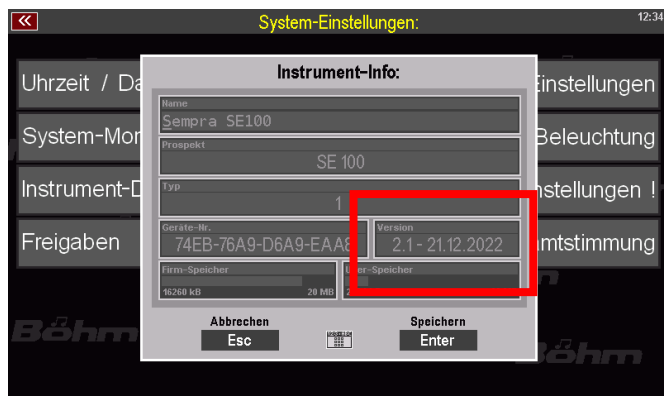 System-Einstellungen:
12:34
Instrument-Info:
Uhrzeit / Da
instellungen
Name
Sempra SE100
System-Mor
Beleuchtung
Prospekt
SE 100
Instrument-D
nstellungen !
Typ
1
Geräte-Nr.
Version
Freigaben
74EB-76A9-D6A9-EAA8
2.1 - 21.12.2022
mtstimmung
Firm-Speicher
User-Speicher
16260 kB
20 MB
Abbrechen
Speichern
Böhm
Esc
Enter
Böhm